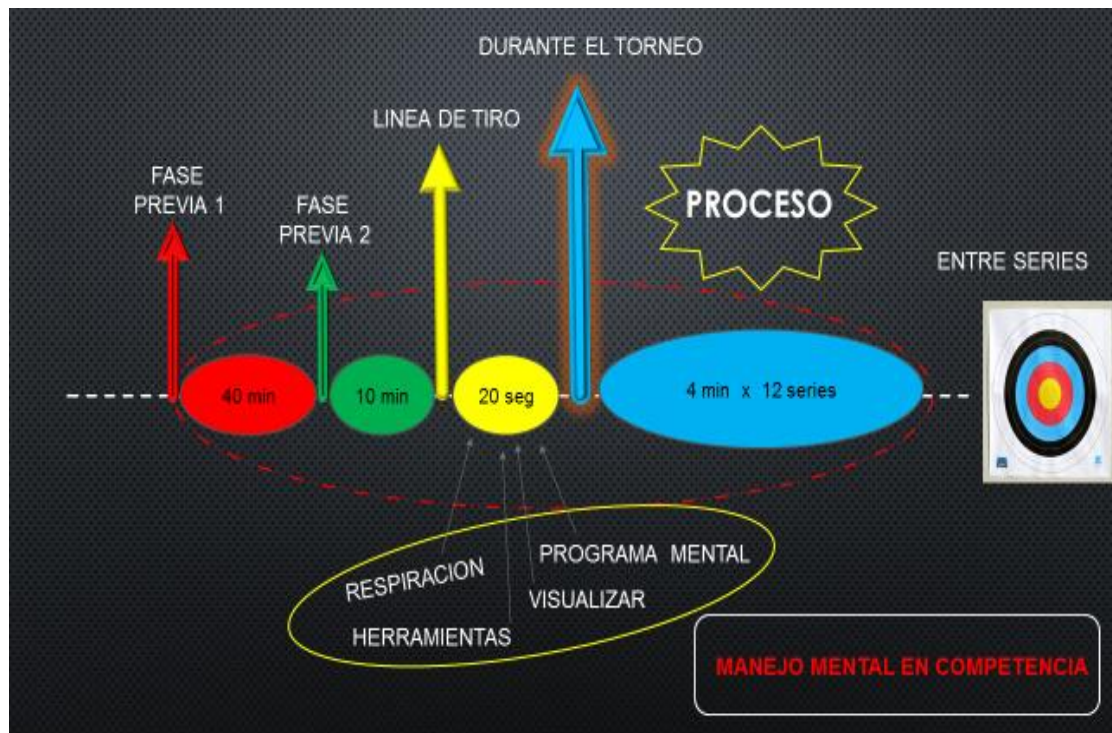 DURANTE EL TORNEO
LINEA DE TIRO
FASE
PREVIA 1
FASE
PREVIA 2
PROCESO
ENTRE SERIES
40 min
10 min
20 seg
4 min x 12 series
RESPIRACION
PROGRAMA MENTAL
VISUALIZAR
HERRAMIENTAS
MANEJO MENTAL EN COMPETENCIA